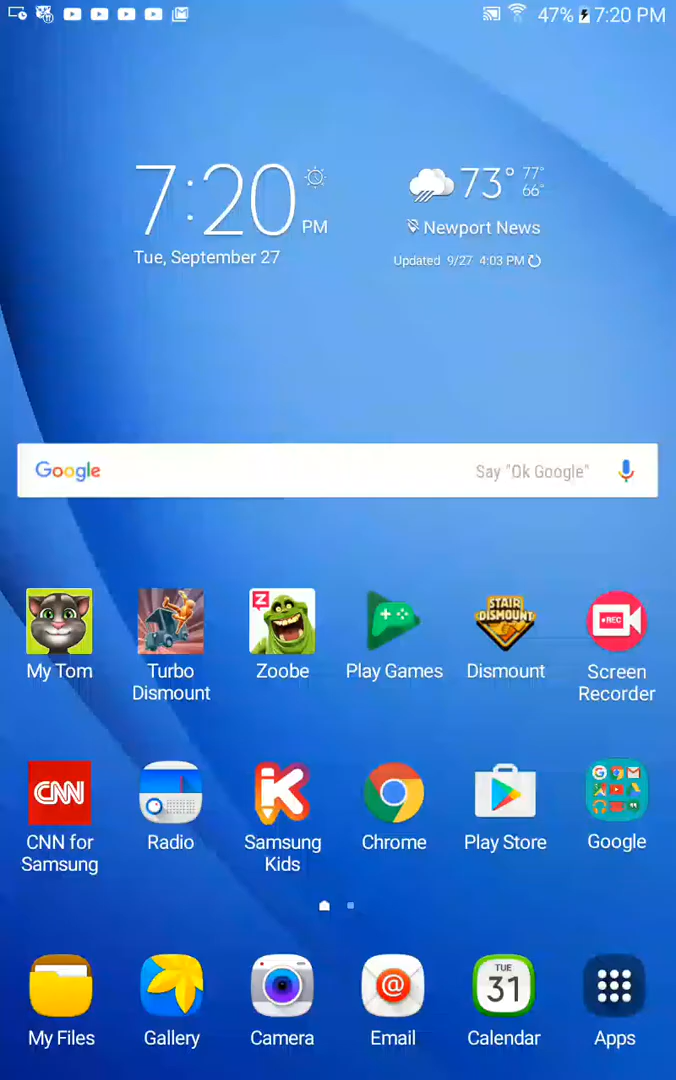 47% 7:20 PM
7:20 PM
73° 77° 66°
Newport News
Tue, September 27
Updated 9/27 4:03 PM
Google Say "Ok Google"
STAIR DISMOUNT
Z
REC
My Tom Turbo Dismount Zoobe Play Games Dismount Screen Recorder
CNN
K
CNN for Samsung Radio Samsung Kids Chrome Play Store Google
TUE
31
@
My Files Gallery Camera Email Calendar Apps